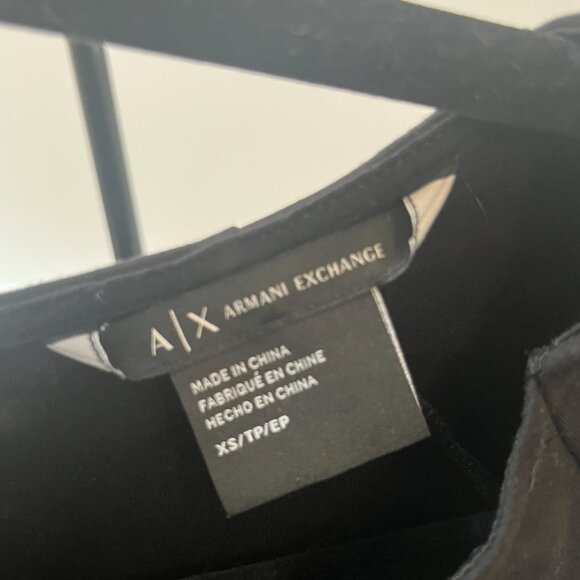 A|X ARMANI EXCHANGE
MADE IN CHINA
FABRIQUÉ EN CHINE
HECHO EN CHINA
XS/TP/EP